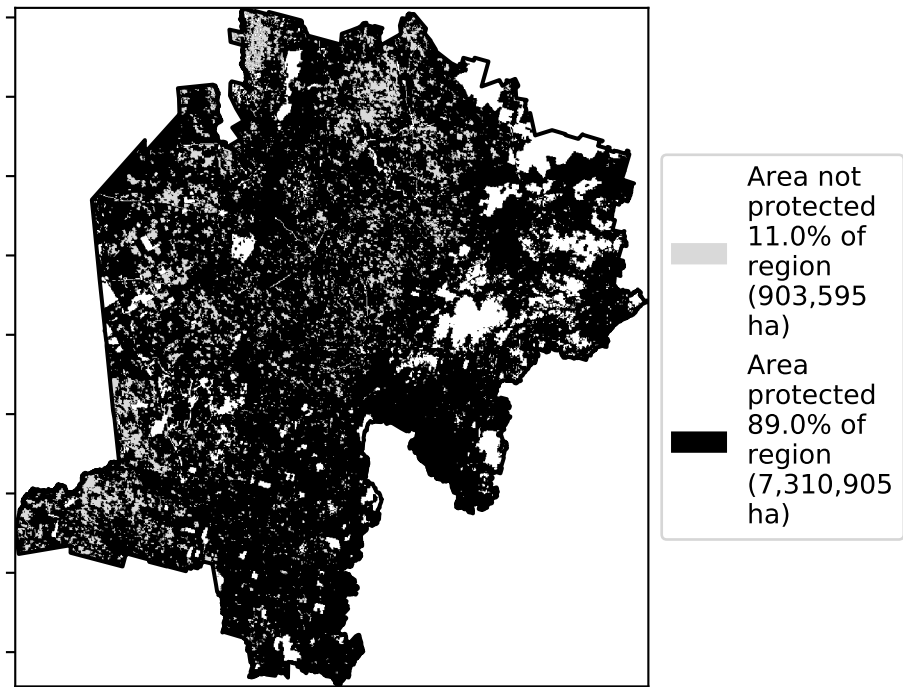 Area not
protected
11.0% of
region
(903,595
ha)
Area
protected
89.0% of
region
(7,310,905
ha)